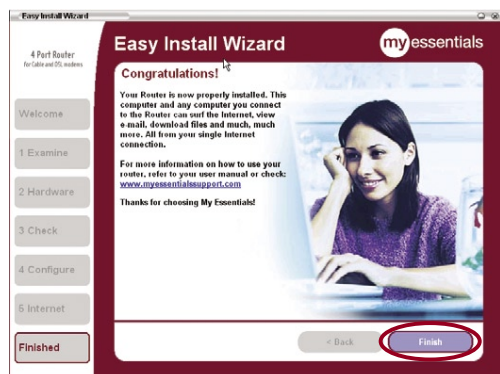 Easy Install Wizard
4 Port Router
for Cable and DSL modems
Welcome
1 Examine
2 Hardware
3 Check
4 Configure
5 Internet
Finished
Easy Install Wizard
myessentials
Congratulations!
Your Router is now properly installed. This
computer and any computer you connect
to the Router can surf the Internet, view
e-mail, download files and much, much
more. All from your single Internet
connection.
For more information on how to use your
router, refer to your user manual or check:
www.myessentialssupport.com
Thanks for choosing My Essentials!
< Back
Finish